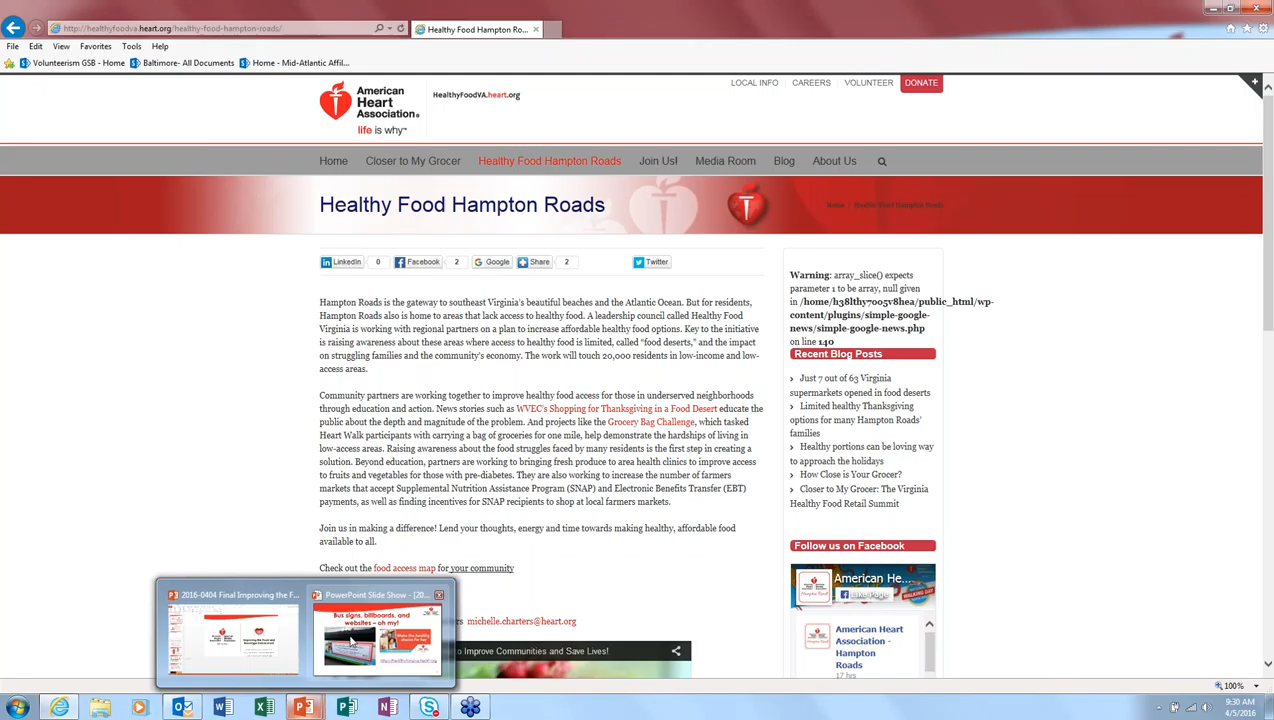 http://healthyfoodva.heart.org/healthy-food-hampton-roads/
Healthy Food Hampton Ro...
File Edit View Favorites Tools Help
Volunteerism GSB - Home
Baltimore- All Documents
Home - Mid-Atlantic Affil...
American Heart Association®
life is why™
HealthyFoodVA.heart.org
LOCAL INFO | CAREERS | VOLUNTEER DONATE
Home Closer to My Grocer Healthy Food Hampton Roads Join Us! Media Room Blog About Us
Healthy Food Hampton Roads
Home / Healthy Food Hampton Roads
LinkedIn 0 Facebook 2 Google Share 2 Twitter
Hampton Roads is the gateway to southeast Virginia's beautiful beaches and the Atlantic Ocean. But for residents,
Hampton Roads also is home to areas that lack access to healthy food. A leadership council called Healthy Food
Virginia is working with regional partners on a plan to increase affordable healthy food options. Key to the initiative
is raising awareness about these areas where access to healthy food is limited, called "food deserts," and the impact
on struggling families and the community's economy. The work will touch 20,000 residents in low-income and low-
access areas.
Community partners are working together to improve healthy food access for those in underserved neighborhoods
through education and action. News stories such as WVEC's Shopping for Thanksgiving in a Food Desert educate the
public about the depth and magnitude of the problem. And projects like the Grocery Bag Challenge, which tasked
Heart Walk participants with carrying a bag of groceries for one mile, help demonstrate the hardships of living in
low-access areas. Raising awareness about the food struggles faced by many residents is the first step in creating a
solution. Beyond education, partners are working to bringing fresh produce to area health clinics to improve access
to fruits and vegetables for those with pre-diabetes. They are also working to increase the number of farmers
markets that accept Supplemental Nutrition Assistance Program (SNAP) and Electronic Benefits Transfer (EBT)
payments, as well as finding incentives for SNAP recipients to shop at local farmers markets.
Join us in making a difference! Lend your thoughts, energy and time towards making healthy, affordable food
available to all.
Check out the food access map for your community
michelle.charters@heart.org
to Improve Communities and Save Lives!
Warning: array_slice() expects
parameter 1 to be array, null given
in /home/h38lthy7oo5v8hea/public_html/wp-
content/plugins/simple-google-
news/simple-google-news.php
on line 140
Recent Blog Posts
Just 7 out of 63 Virginia
supermarkets opened in food deserts
Limited healthy Thanksgiving
options for many Hampton Roads'
families
Healthy portions can be loving way
to approach the holidays
How Close is Your Grocer?
Closer to My Grocer: The Virginia
Healthy Food Retail Summit
Follow us on Facebook
American He...
Like Page
American Heart
Association -
Hampton
Roads
17 hrs
2016-0404 Final Improving the F...
PowerPoint Slide Show - [20...
Bus signs, billboards, and
websites – oh my!
100%
9:30 AM
4/5/2016